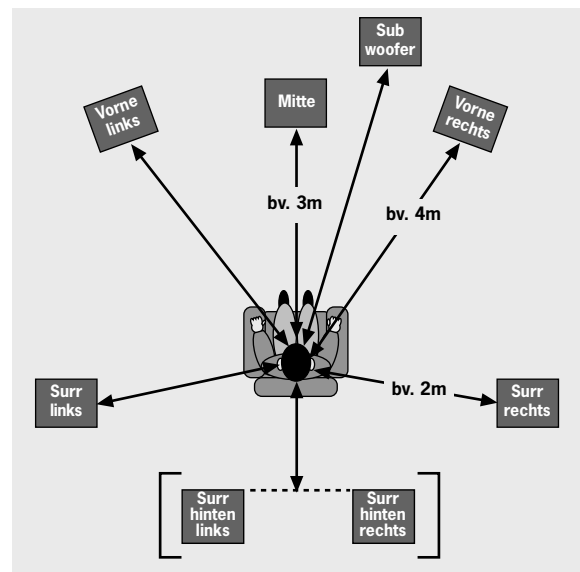 Sub
woofer
Vorne
links
Mitte
Vorne
rechts
bv. 3m
bv. 4m
Surr
links
bv. 2m
Surr
rechts
Surr
hinten
links
Surr
hinten
rechts